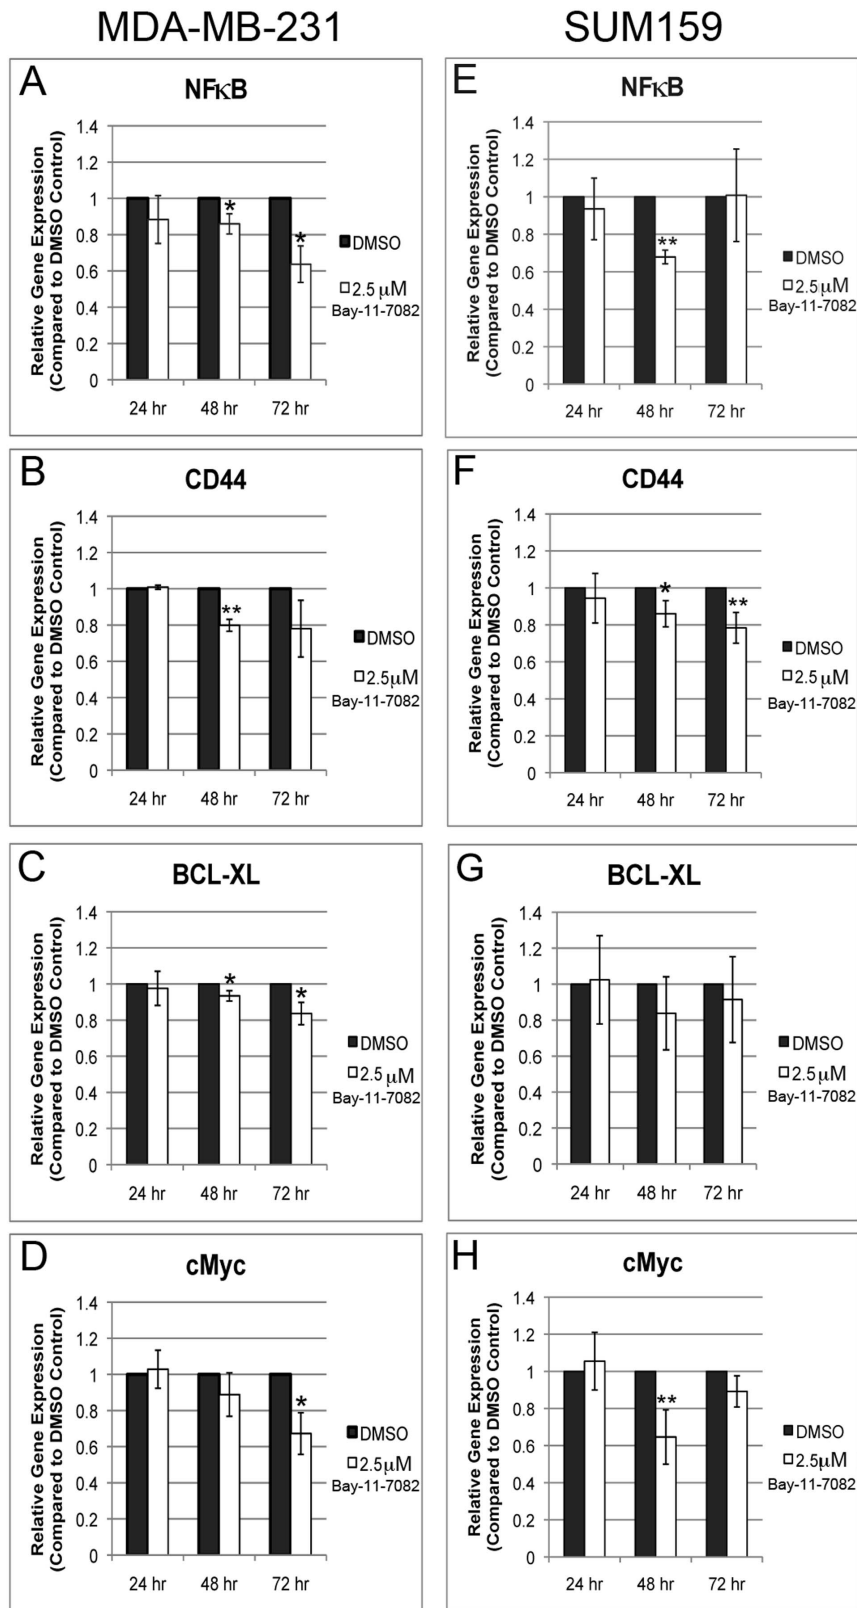 MDA-MB-231
SUM159
A
NFκB
Relative Gene Expression
(Compared to DMSO Control)
1.4
1.2
1
0.8
0.6
0.4
0.2
0
*
*
24 hr 48 hr 72 hr
DMSO
2.5 μM
Bay-11-7082
E
NFκB
Relative Gene Expression
(Compared to DMSO Control)
1.4
1.2
1
0.8
0.6
0.4
0.2
0
**
24 hr 48 hr 72 hr
DMSO
2.5 μM
Bay-11-7082
B
CD44
Relative Gene Expression
(Compared to DMSO Control)
1.4
1.2
1
0.8
0.6
0.4
0.2
0
**
24 hr 48 hr 72 hr
DMSO
2.5μM
Bay-11-7082
F
CD44
Relative Gene Expression
(Compared to DMSO Control)
1.4
1.2
1
0.8
0.6
0.4
0.2
0
*
**
24 hr 48 hr 72 hr
DMSO
2.5 μM
Bay-11-7082
C
BCL-XL
Relative Gene Expression
(Compared to DMSO Control)
1.4
1.2
1
0.8
0.6
0.4
0.2
0
*
*
24 hr 48 hr 72 hr
DMSO
2.5 μM
Bay-11-7082
G
BCL-XL
Relative Gene Expression
(Compared to DMSO Control)
1.4
1.2
1
0.8
0.6
0.4
0.2
0
24 hr 48 hr 72 hr
DMSO
2.5 μM
Bay-11-7082
D
cMyc
Relative Gene Expression
(Compared to DMSO Control)
1.4
1.2
1
0.8
0.6
0.4
0.2
0
*
24 hr 48 hr 72 hr
DMSO
2.5μM
Bay-11-7082
H
cMyc
Relative Gene Expression
(Compared to DMSO Control)
1.4
1.2
1
0.8
0.6
0.4
0.2
0
**
24 hr 48 hr 72 hr
DMSO
2.5μM
Bay-11-7082